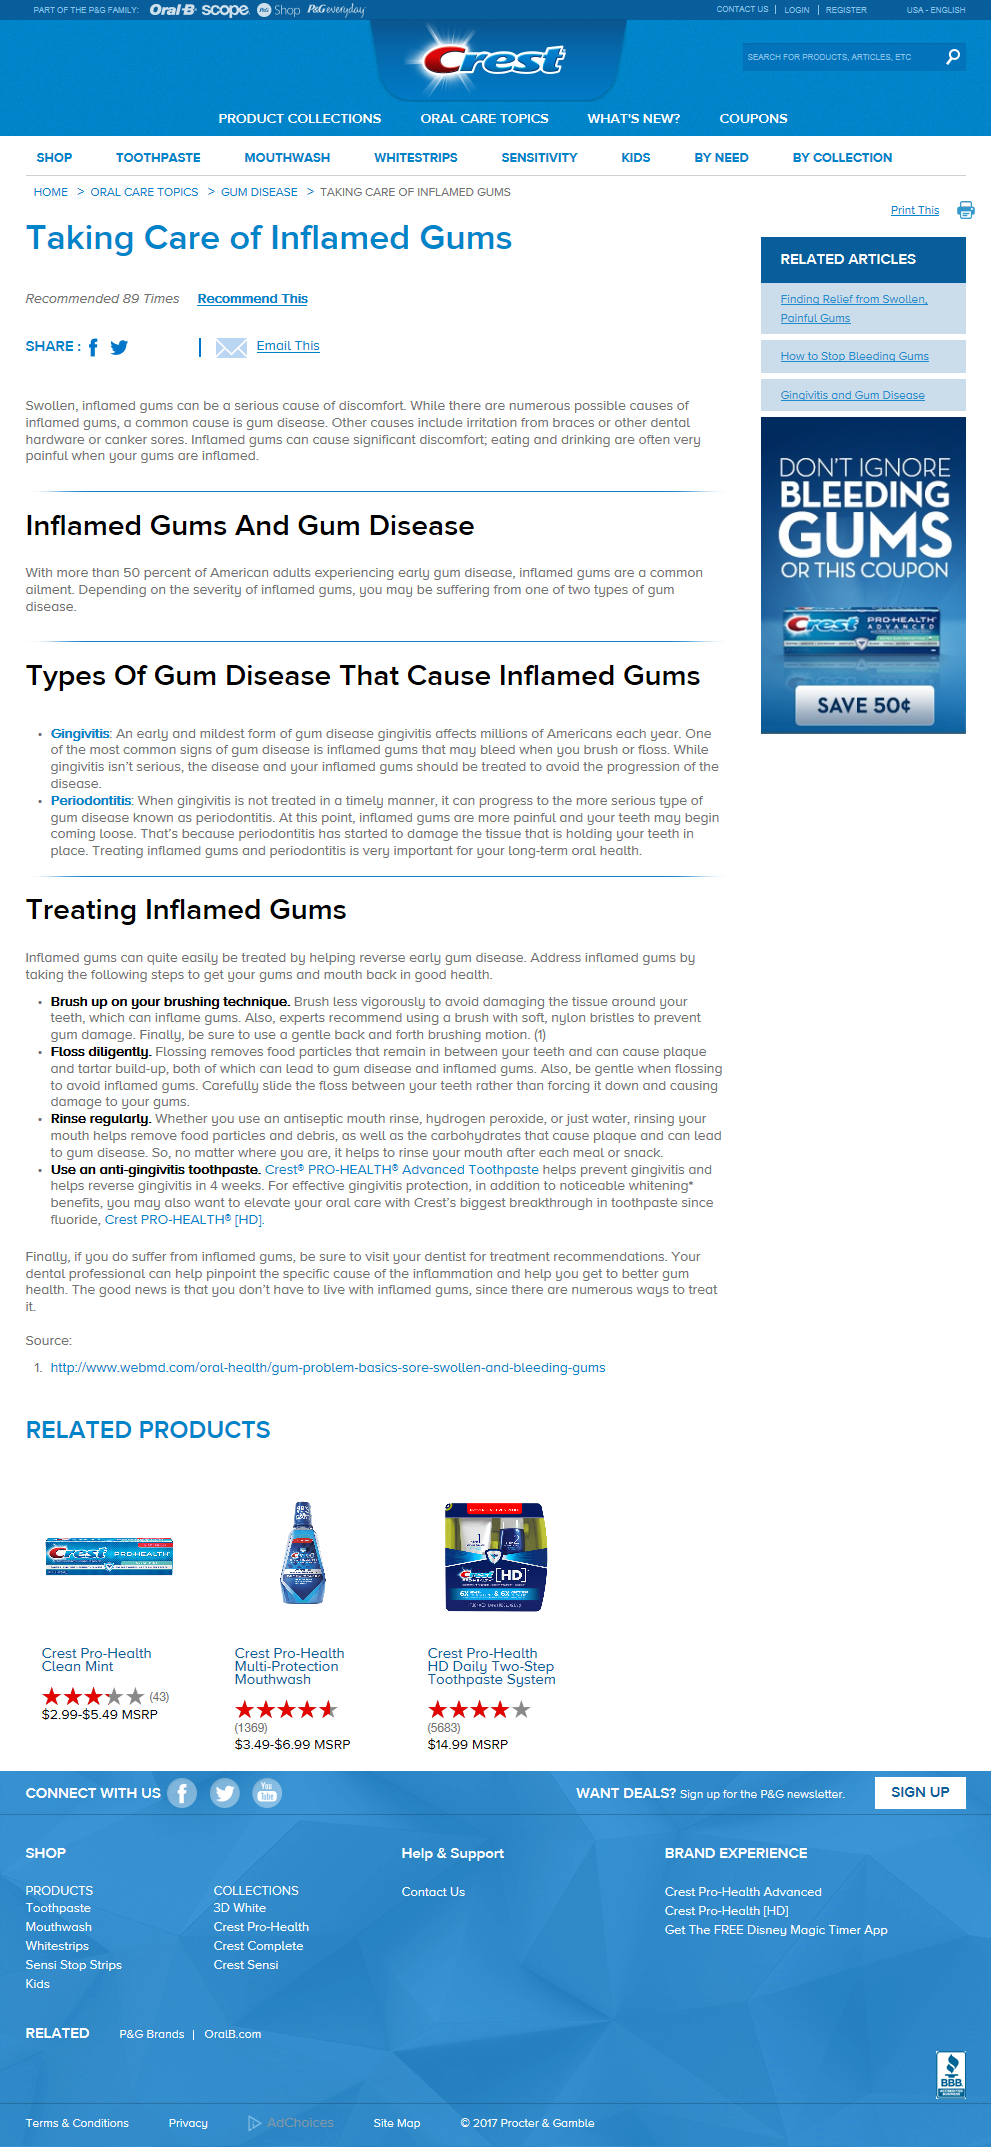 PART OF THE P&G FAMILY: Oral-B scope P&G Shop P&G everyday
CONTACT US | LOGIN | REGISTER USA - ENGLISH
Crest
SEARCH FOR PRODUCTS, ARTICLES, ETC
PRODUCT COLLECTIONS ORAL CARE TOPICS WHAT'S NEW? COUPONS
SHOP TOOTHPASTE MOUTHWASH WHITESTRIPS SENSITIVITY KIDS BY NEED BY COLLECTION
HOME > ORAL CARE TOPICS > GUM DISEASE > TAKING CARE OF INFLAMED GUMS
Print This
Taking Care of Inflamed Gums
Recommended 89 Times Recommend This
SHARE : | Email This
Swollen, inflamed gums can be a serious cause of discomfort. While there are numerous possible causes of
inflamed gums, a common cause is gum disease. Other causes include irritation from braces or other dental
hardware or canker sores. Inflamed gums can cause significant discomfort; eating and drinking are often very
painful when your gums are inflamed.
Inflamed Gums And Gum Disease
With more than 50 percent of American adults experiencing early gum disease, inflamed gums are a common
ailment. Depending on the severity of inflamed gums, you may be suffering from one of two types of gum
disease.
Types Of Gum Disease That Cause Inflamed Gums
• Gingivitis: An early and mildest form of gum disease gingivitis affects millions of Americans each year. One
of the most common signs of gum disease is inflamed gums that may bleed when you brush or floss. While
gingivitis isn't serious, the disease and your inflamed gums should be treated to avoid the progression of the
disease.
• Periodontitis: When gingivitis is not treated in a timely manner, it can progress to the more serious type of
gum disease known as periodontitis. At this point, inflamed gums are more painful and your teeth may begin
coming loose. That's because periodontitis has started to damage the tissue that is holding your teeth in
place. Treating inflamed gums and periodontitis is very important for your long-term oral health.
Treating Inflamed Gums
Inflamed gums can quite easily be treated by helping reverse early gum disease. Address inflamed gums by
taking the following steps to get your gums and mouth back in good health.
• Brush up on your brushing technique. Brush less vigorously to avoid damaging the tissue around your
teeth, which can inflame gums. Also, experts recommend using a brush with soft, nylon bristles to prevent
gum damage. Finally, be sure to use a gentle back and forth brushing motion. (1)
• Floss diligently. Flossing removes food particles that remain in between your teeth and can cause plaque
and tartar build-up, both of which can lead to gum disease and inflamed gums. Also, be gentle when flossing
to avoid inflamed gums. Carefully slide the floss between your teeth rather than forcing it down and causing
damage to your gums.
• Rinse regularly. Whether you use an antiseptic mouth rinse, hydrogen peroxide, or just water, rinsing your
mouth helps remove food particles and debris, as well as the carbohydrates that cause plaque and can lead
to gum disease. So, no matter where you are, it helps to rinse your mouth after each meal or snack.
• Use an anti-gingivitis toothpaste. Crest® PRO-HEALTH® Advanced Toothpaste helps prevent gingivitis and
helps reverse gingivitis in 4 weeks. For effective gingivitis protection, in addition to noticeable whitening*
benefits, you may also want to elevate your oral care with Crest's biggest breakthrough in toothpaste since
fluoride, Crest PRO-HEALTH® [HD].
Finally, if you do suffer from inflamed gums, be sure to visit your dentist for treatment recommendations. Your
dental professional can help pinpoint the specific cause of the inflammation and help you get to better gum
health. The good news is that you don't have to live with inflamed gums, since there are numerous ways to treat
it.
Source:
1. http://www.webmd.com/oral-health/gum-problem-basics-sore-swollen-and-bleeding-gums
RELATED ARTICLES
Finding Relief from Swollen,
Painful Gums
How to Stop Bleeding Gums
Gingivitis and Gum Disease
DON'T IGNORE
BLEEDING
GUMS
OR THIS COUPON
Crest PRO-HEALTH
ADVANCED
SAVE 50¢
RELATED PRODUCTS
Crest PRO-HEALTH
Crest [HD]
Crest Pro-Health
Clean Mint
(43)
$2.99-$5.49 MSRP
Crest Pro-Health
Multi-Protection
Mouthwash
(1369)
$3.49-$6.99 MSRP
Crest Pro-Health
HD Daily Two-Step
Toothpaste System
(5683)
$14.99 MSRP
CONNECT WITH US You Tube
WANT DEALS? Sign up for the P&G newsletter. SIGN UP
SHOP
PRODUCTS
Toothpaste
Mouthwash
Whitestrips
Sensi Stop Strips
Kids
COLLECTIONS
3D White
Crest Pro-Health
Crest Complete
Crest Sensi
Help & Support
Contact Us
BRAND EXPERIENCE
Crest Pro-Health Advanced
Crest Pro-Health [HD]
Get The FREE Disney Magic Timer App
RELATED P&G Brands | OralB.com
BBB
Terms & Conditions Privacy AdChoices Site Map © 2017 Procter & Gamble